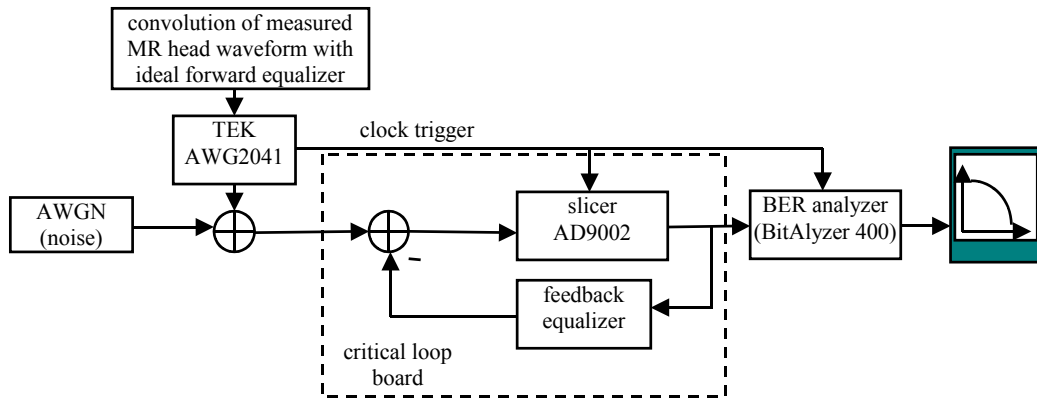 convolution of measured
MR head waveform with
ideal forward equalizer
TEK
AWG2041
clock trigger
AWGN
(noise)
slicer
AD9002
BER analyzer
(BitAlyzer 400)
–
feedback
equalizer
critical loop
board